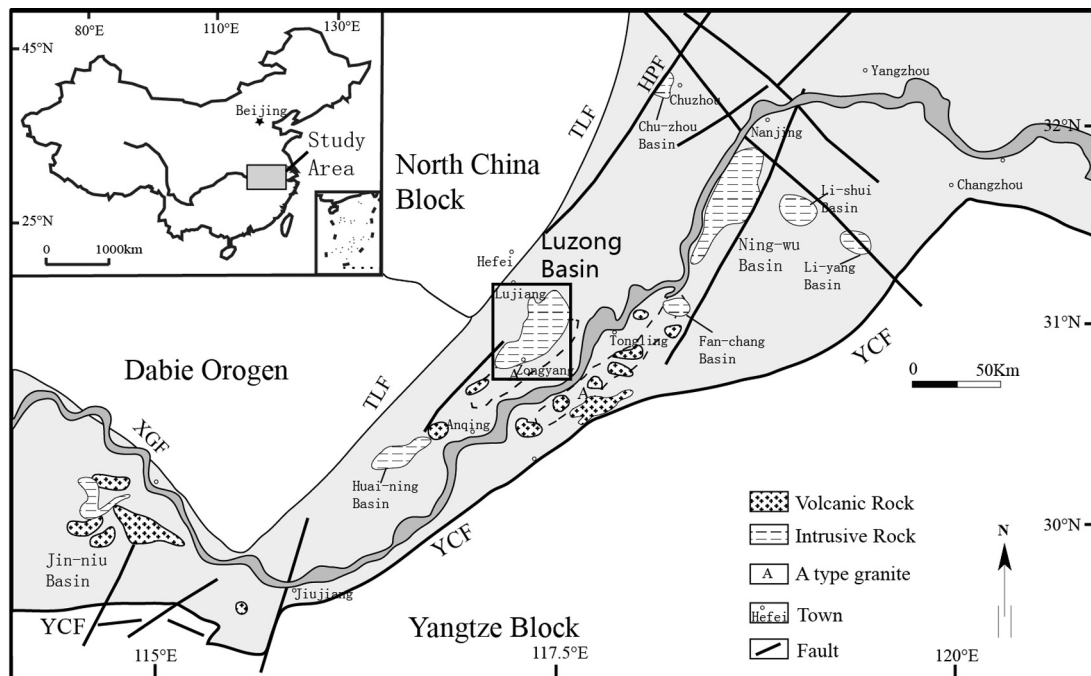 80°E
110°E
130°E
45°N
25°N
Beijing
Study
Area
0
1000km
North China
Block
TLF
HPF
Chuzhou
Chu-zhou
Basin
Yangzhou
Nanjing
32°N
Changzhou
Li-shui
Basin
Ning-wu
Basin
Li-yang
Basin
Hefei
Luzong
Basin
Lujiang
Zongyang
A
Tongling
Fan-chang
Basin
31°N
YCF
0
50Km
Dabie Orogen
TLF
A
Anqing
Huai-ning
Basin
XGF
YCF
30°N
Jin-niu
Basin
Jiujiang
YCF
Yangtze Block
Volcanic Rock
Intrusive Rock
A
A type granite
Hefei
Town
Fault
N
115°E
117.5°E
120°E